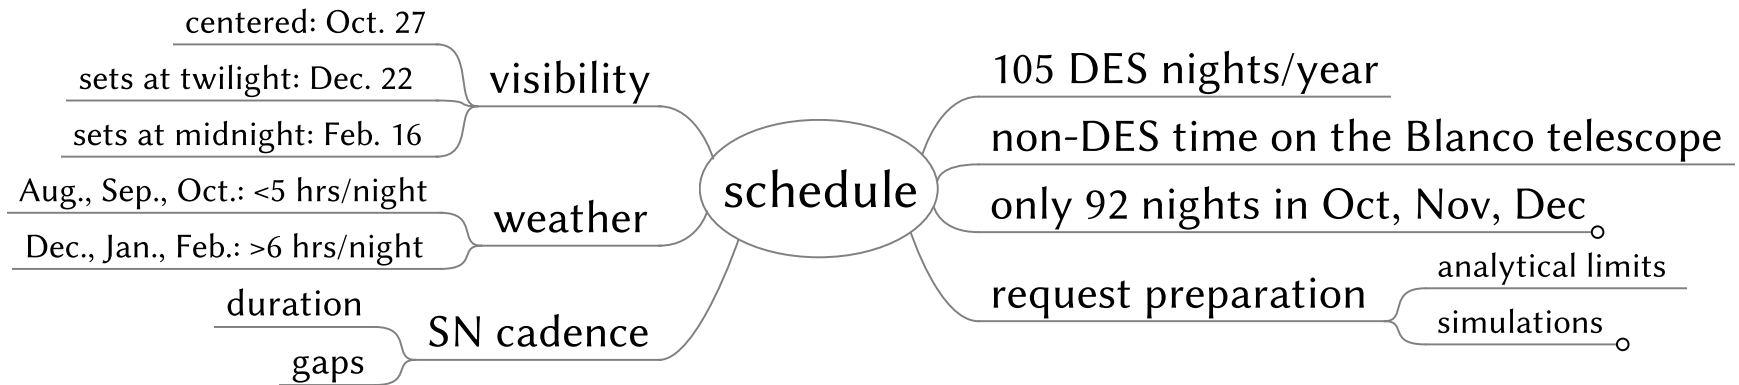 centered: Oct. 27
sets at twilight: Dec. 22
sets at midnight: Feb. 16
visibility
Aug., Sep., Oct.: <5 hrs/night
Dec., Jan., Feb.: >6 hrs/night
weather
duration
gaps
SN cadence
schedule
105 DES nights/year
non-DES time on the Blanco telescope
only 92 nights in Oct, Nov, Dec
request preparation
analytical limits
simulations